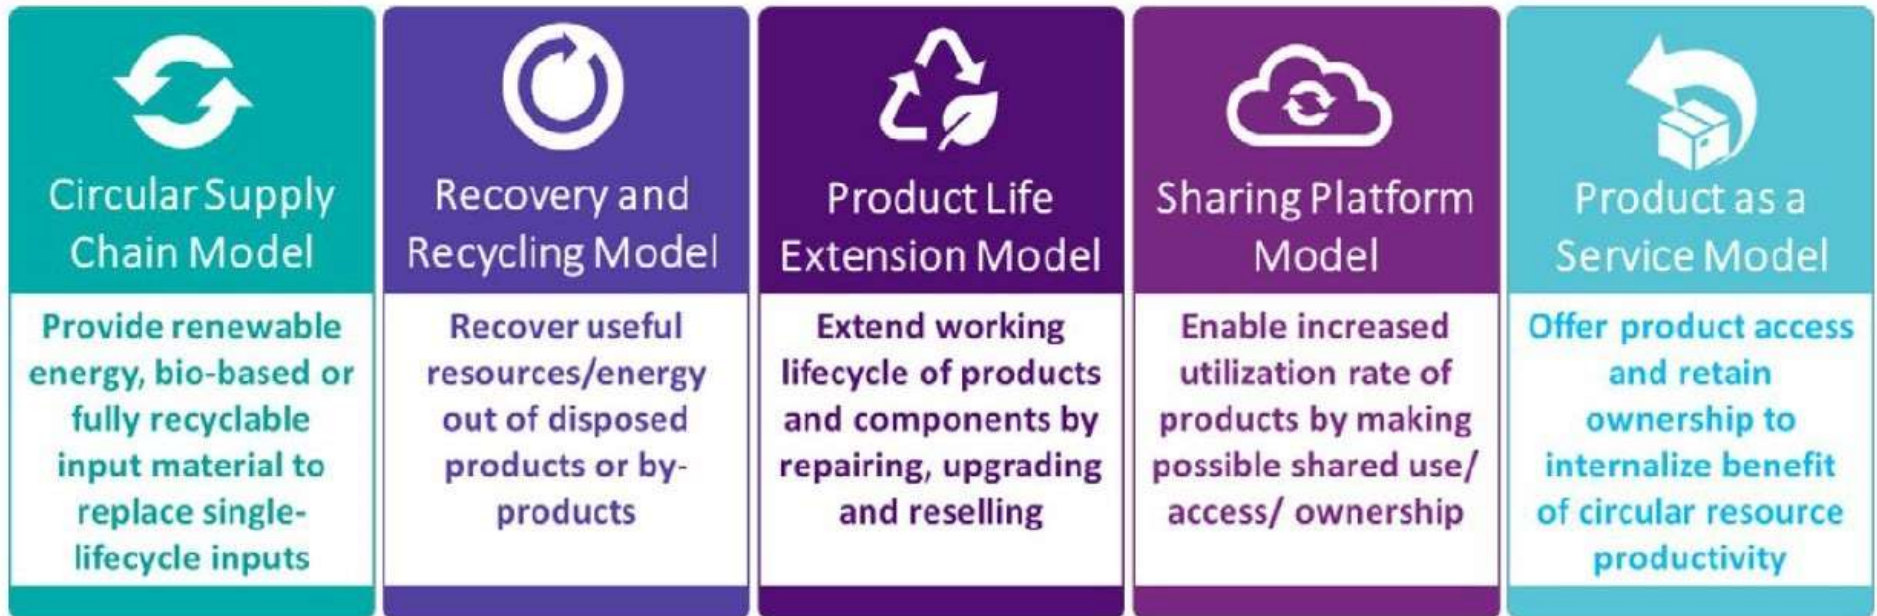 Circular Supply
Chain Model
Provide renewable
energy, bio-based or
fully recyclable
input material to
replace single-
lifecycle inputs
Recovery and
Recycling Model
Recover useful
resources/energy
out of disposed
products or by-
products
Product Life
Extension Model
Extend working
lifecycle of products
and components by
repairing, upgrading
and reselling
Sharing Platform
Model
Enable increased
utilization rate of
products by making
possible shared use/
access/ ownership
Product as a
Service Model
Offer product access
and retain
ownership to
internalize benefit
of circular resource
productivity